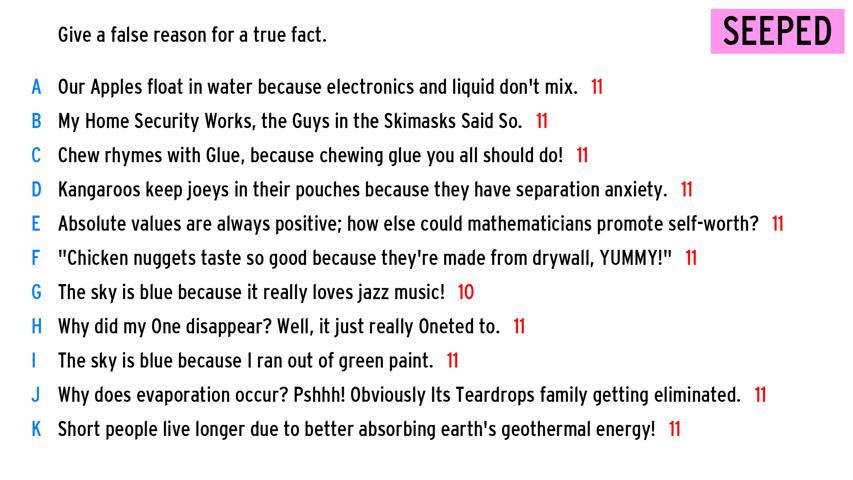 Give a false reason for a true fact.
SEEPED
A Our Apples float in water because electronics and liquid don't mix. 11
B My Home Security Works, the Guys in the Skimasks Said So. 11
C Chew rhymes with Glue, because chewing glue you all should do! 11
D Kangaroos keep joeys in their pouches because they have separation anxiety. 11
E Absolute values are always positive; how else could mathematicians promote self-worth? 11
F "Chicken nuggets taste so good because they're made from drywall, YUMMY!" 11
G The sky is blue because it really loves jazz music! 10
H Why did my One disappear? Well, it just really Oneted to. 11
I The sky is blue because I ran out of green paint. 11
J Why does evaporation occur? Pshhh! Obviously Its Teardrops family getting eliminated. 11
K Short people live longer due to better absorbing earth's geothermal energy! 11